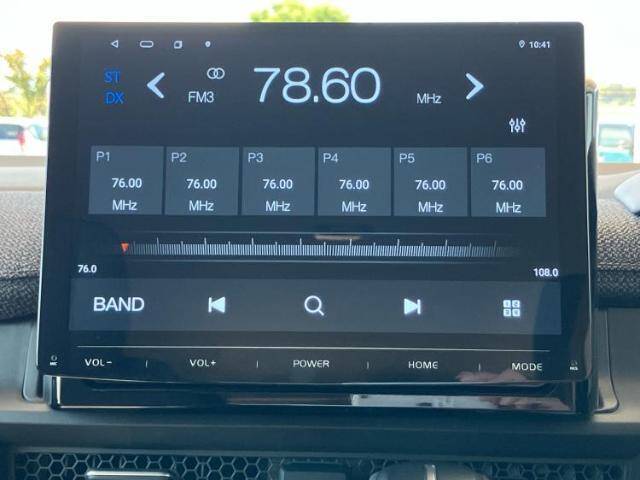 10:41
ST
DX
FM3
78.60
MHz
P1 P2 P3 P4 P5 P6
76.00 76.00 76.00 76.00 76.00 76.00
MHz MHz MHz MHz MHz MHz
76.0 108.0
BAND
VOL- VOL+ POWER HOME MODE